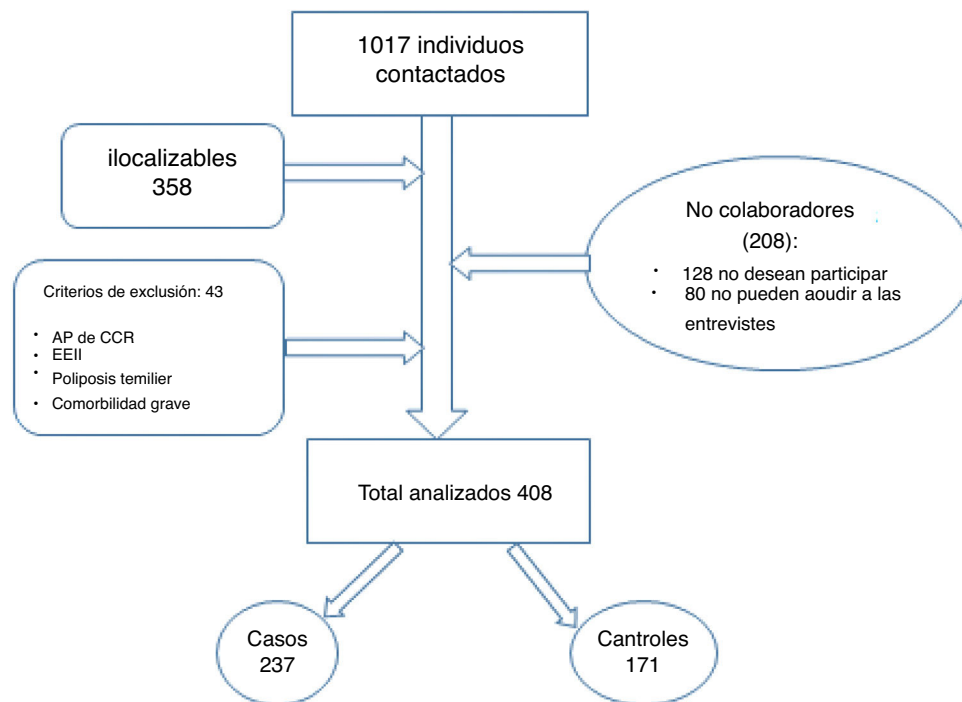 1017 individuos
contactados
ilocalizables
358
No colaboradores
(208):
· 128 no desean participar
· 80 no pueden aoudir a las
entrevistes
Criterios de exclusión: 43
· AP de CCR
· EEII
· Poliposis temilier
· Comorbilidad grave
Total analizados 408
Casos
237
Cantroles
171